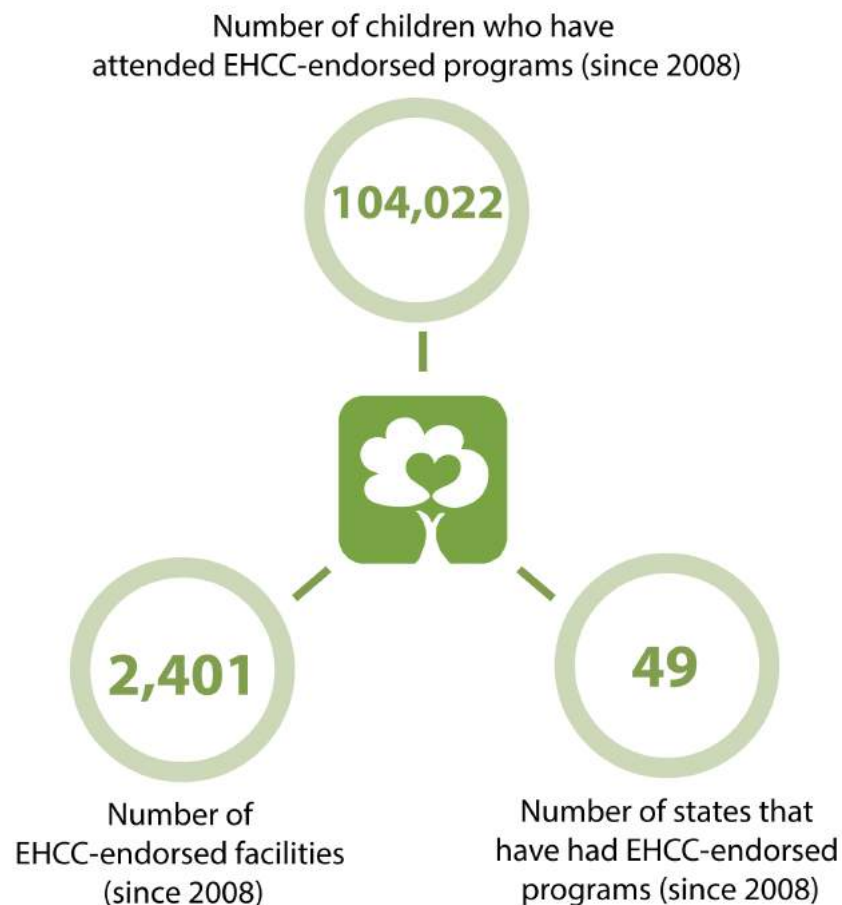 Number of children who have
attended EHCC-endorsed programs (since 2008)
104,022
2,401
49
Number of
EHCC-endorsed facilities
(since 2008)
Number of states that
have had EHCC-endorsed
programs (since 2008)